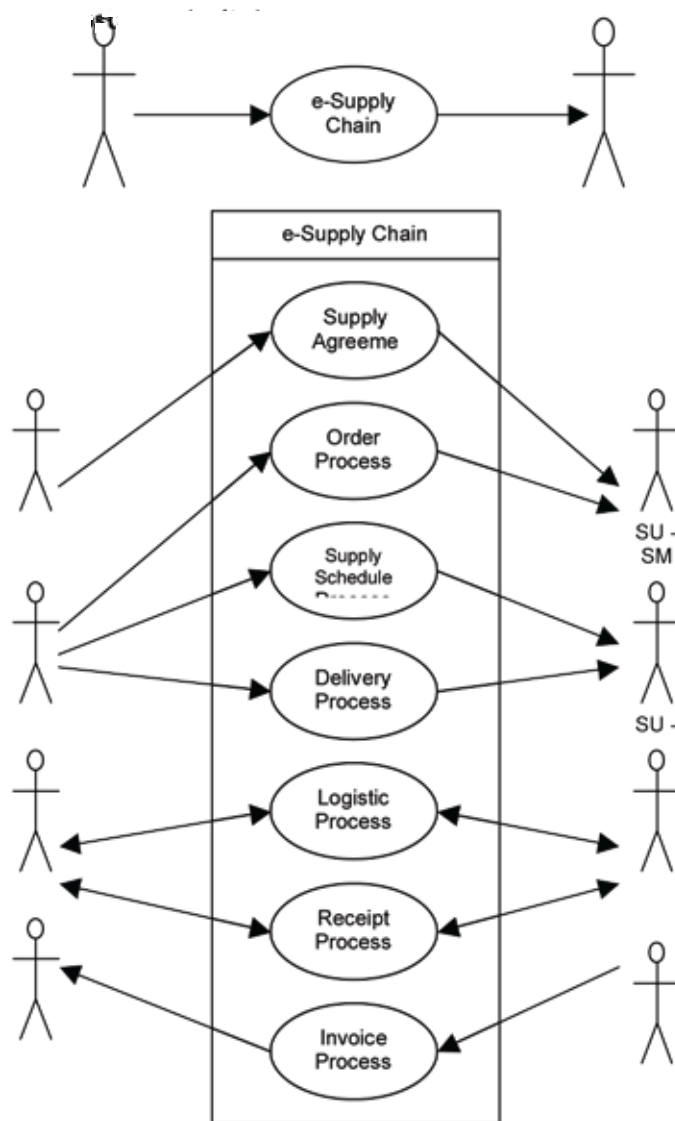 e-Supply
Chain
e-Supply Chain
Supply
Agreeme
Order
Process
SU -
SM
Supply
Schedule
Delivery
Process
SU -
Logistic
Process
Receipt
Process
Invoice
Process